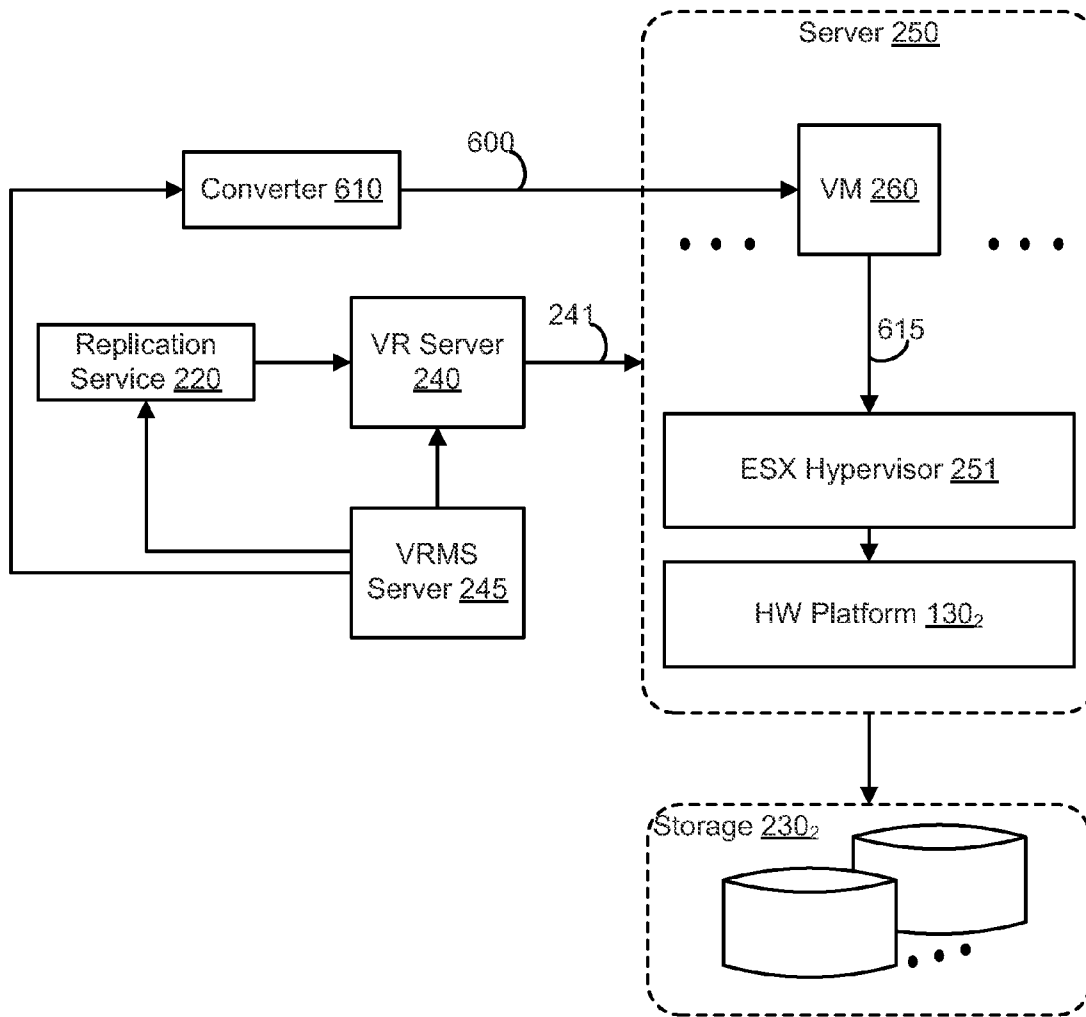 Server 250
600
Converter 610
VM 260
241
615
Replication
Service 220
VR Server
240
ESX Hypervisor 251
VRMS
Server 245
HW Platform 130₂
Storage 230₂